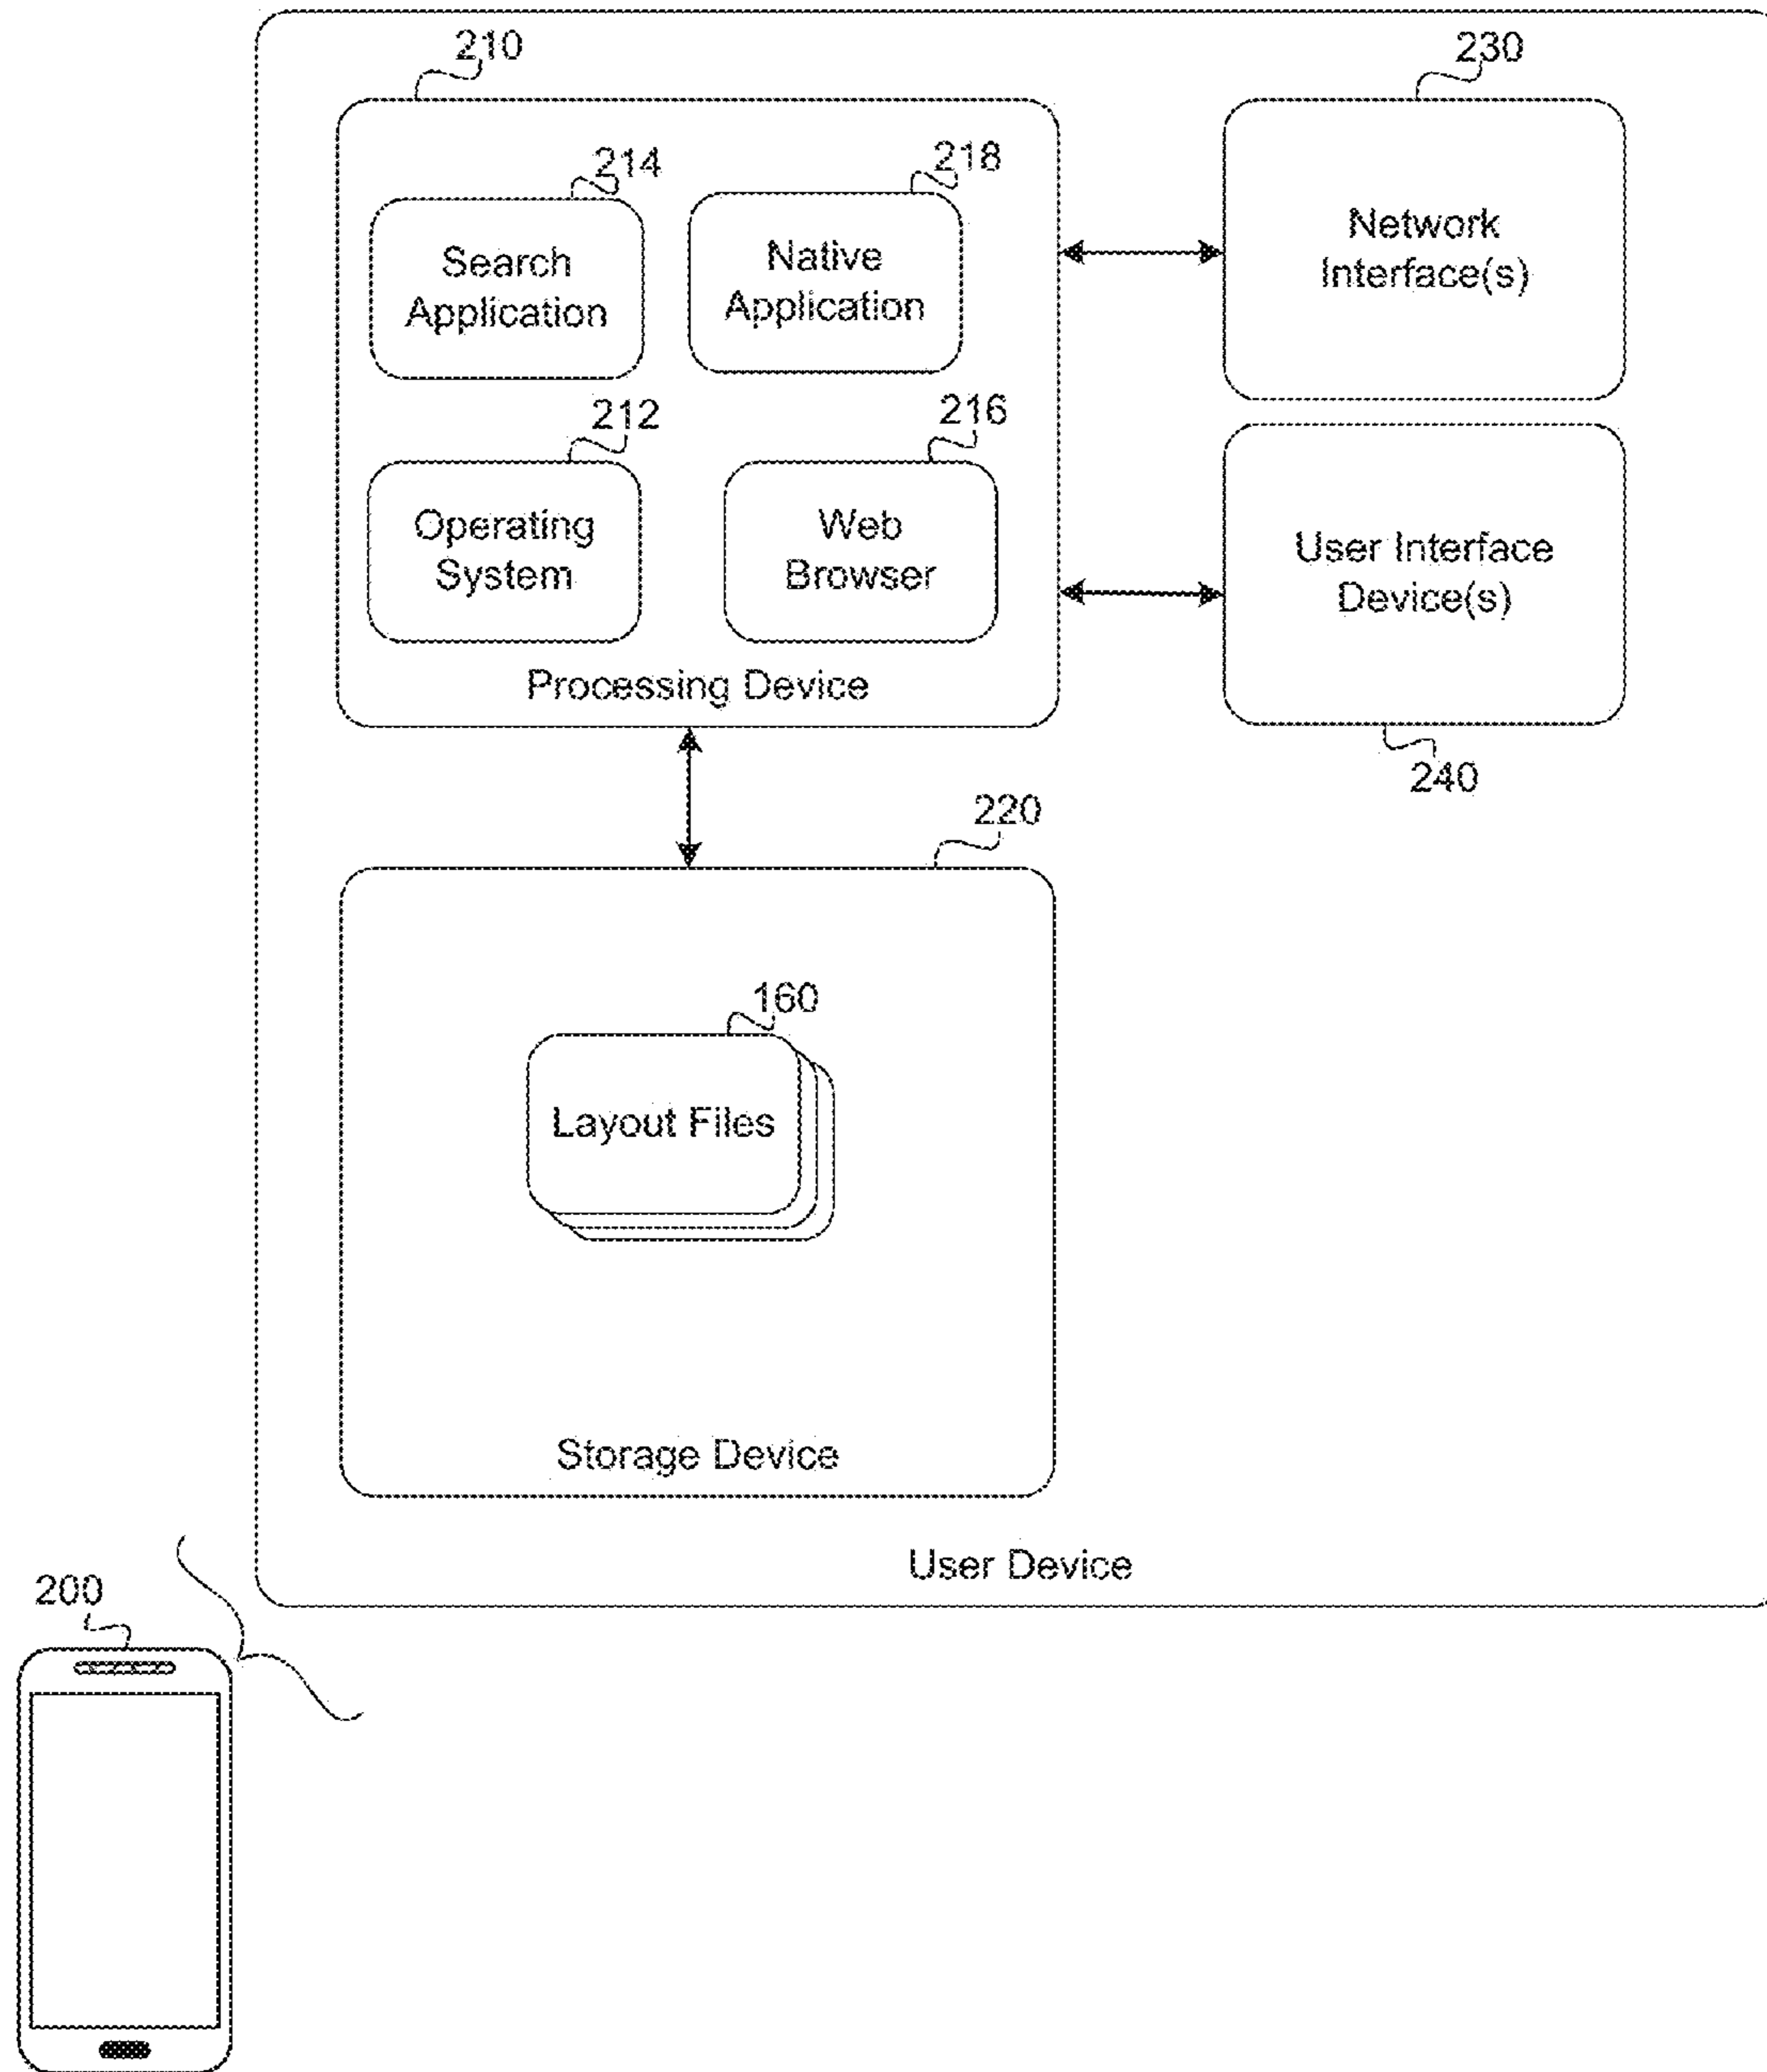 210
230
214
218
Search
Application
Native
Application
Network
Interface(s)
212
216
Operating
System
Web
Browser
User Interface
Device(s)
Processing Device
240
220
160
Layout Files
Storage Device
User Device
200